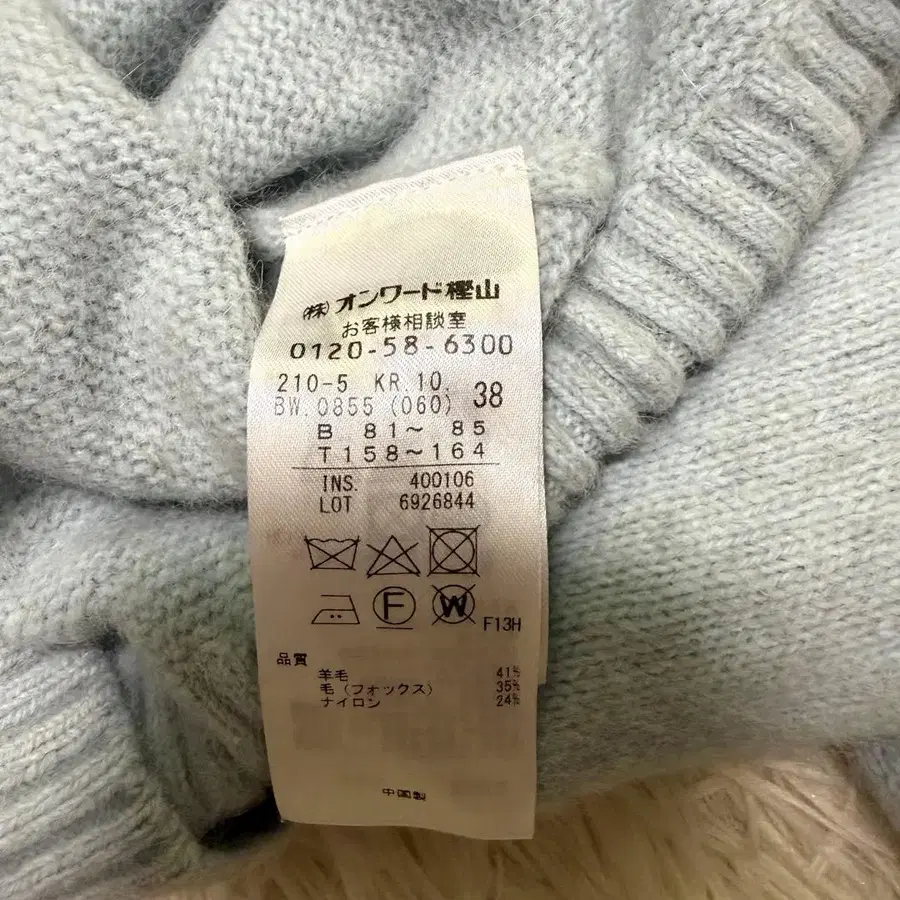 (株)オンワード樫山
お客様相談室
0120-58-6300
210-5 KR.10.
BW.0855 (060) 38
B 81～ 85
T158～164
INS. 400106
LOT 6926844
F W
F13H
品質
羊毛 41%
毛(フォックス) 35%
ナイロン 24%
中国製